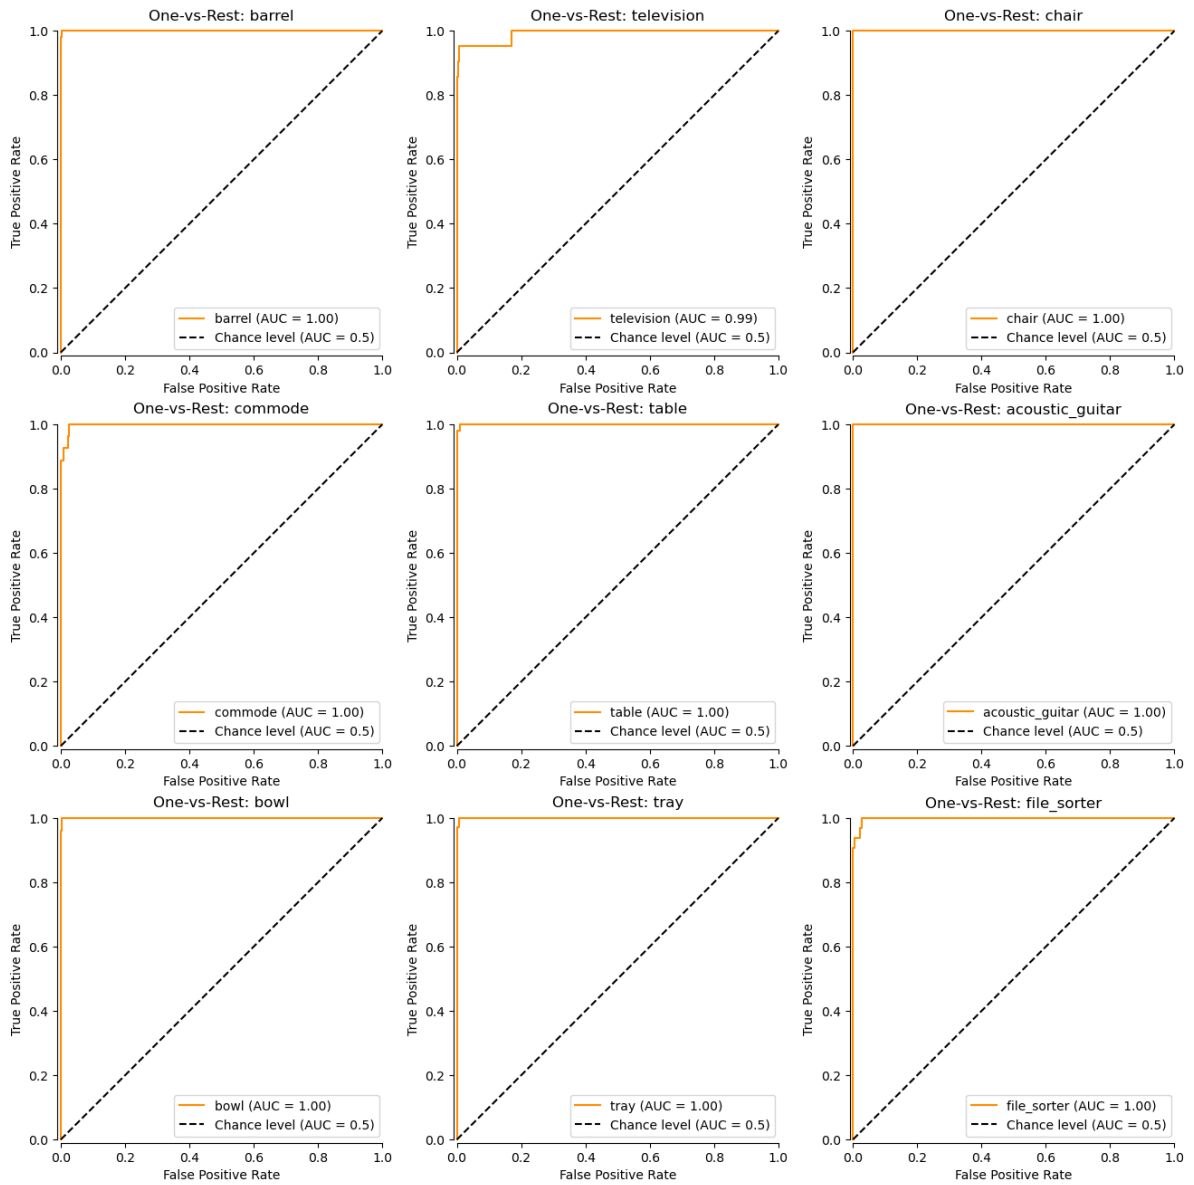 One-vs-Rest: barrel
1.0
0.8
0.6
0.4
0.2
0.0
True Positive Rate
barrel (AUC = 1.00)
Chance level (AUC = 0.5)
0.0 0.2 0.4 0.6 0.8 1.0
False Positive Rate
One-vs-Rest: television
1.0
0.8
0.6
0.4
0.2
0.0
True Positive Rate
television (AUC = 0.99)
Chance level (AUC = 0.5)
0.0 0.2 0.4 0.6 0.8 1.0
False Positive Rate
One-vs-Rest: chair
1.0
0.8
0.6
0.4
0.2
0.0
True Positive Rate
chair (AUC = 1.00)
Chance level (AUC = 0.5)
0.0 0.2 0.4 0.6 0.8 1.0
False Positive Rate
One-vs-Rest: commode
1.0
0.8
0.6
0.4
0.2
0.0
True Positive Rate
commode (AUC = 1.00)
Chance level (AUC = 0.5)
0.0 0.2 0.4 0.6 0.8 1.0
False Positive Rate
One-vs-Rest: table
1.0
0.8
0.6
0.4
0.2
0.0
True Positive Rate
table (AUC = 1.00)
Chance level (AUC = 0.5)
0.0 0.2 0.4 0.6 0.8 1.0
False Positive Rate
One-vs-Rest: acoustic_guitar
1.0
0.8
0.6
0.4
0.2
0.0
True Positive Rate
acoustic_guitar (AUC = 1.00)
Chance level (AUC = 0.5)
0.0 0.2 0.4 0.6 0.8 1.0
False Positive Rate
One-vs-Rest: bowl
1.0
0.8
0.6
0.4
0.2
0.0
True Positive Rate
bowl (AUC = 1.00)
Chance level (AUC = 0.5)
0.0 0.2 0.4 0.6 0.8 1.0
False Positive Rate
One-vs-Rest: tray
1.0
0.8
0.6
0.4
0.2
0.0
True Positive Rate
tray (AUC = 1.00)
Chance level (AUC = 0.5)
0.0 0.2 0.4 0.6 0.8 1.0
False Positive Rate
One-vs-Rest: file_sorter
1.0
0.8
0.6
0.4
0.2
0.0
True Positive Rate
file_sorter (AUC = 1.00)
Chance level (AUC = 0.5)
0.0 0.2 0.4 0.6 0.8 1.0
False Positive Rate